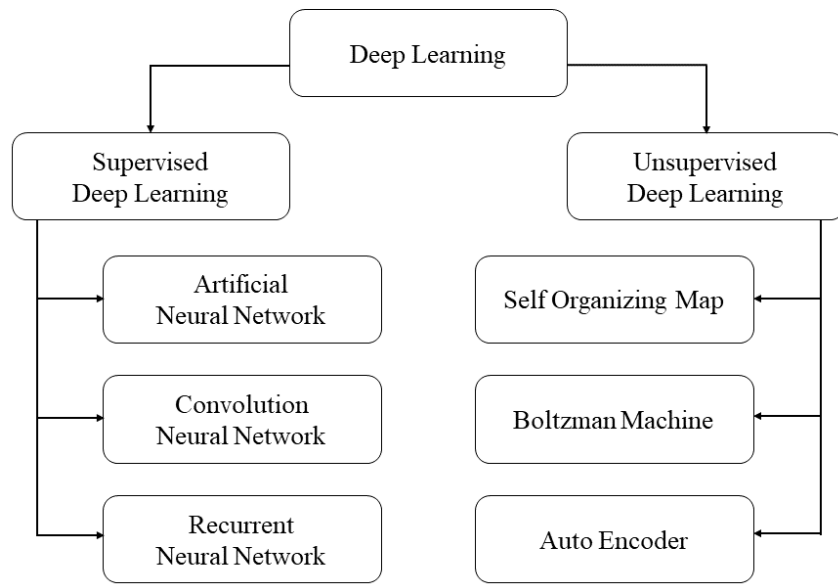 Deep Learning
Supervised
Deep Learning
Unsupervised
Deep Learning
Artificial
Neural Network
Self Organizing Map
Convolution
Neural Network
Boltzman Machine
Recurrent
Neural Network
Auto Encoder